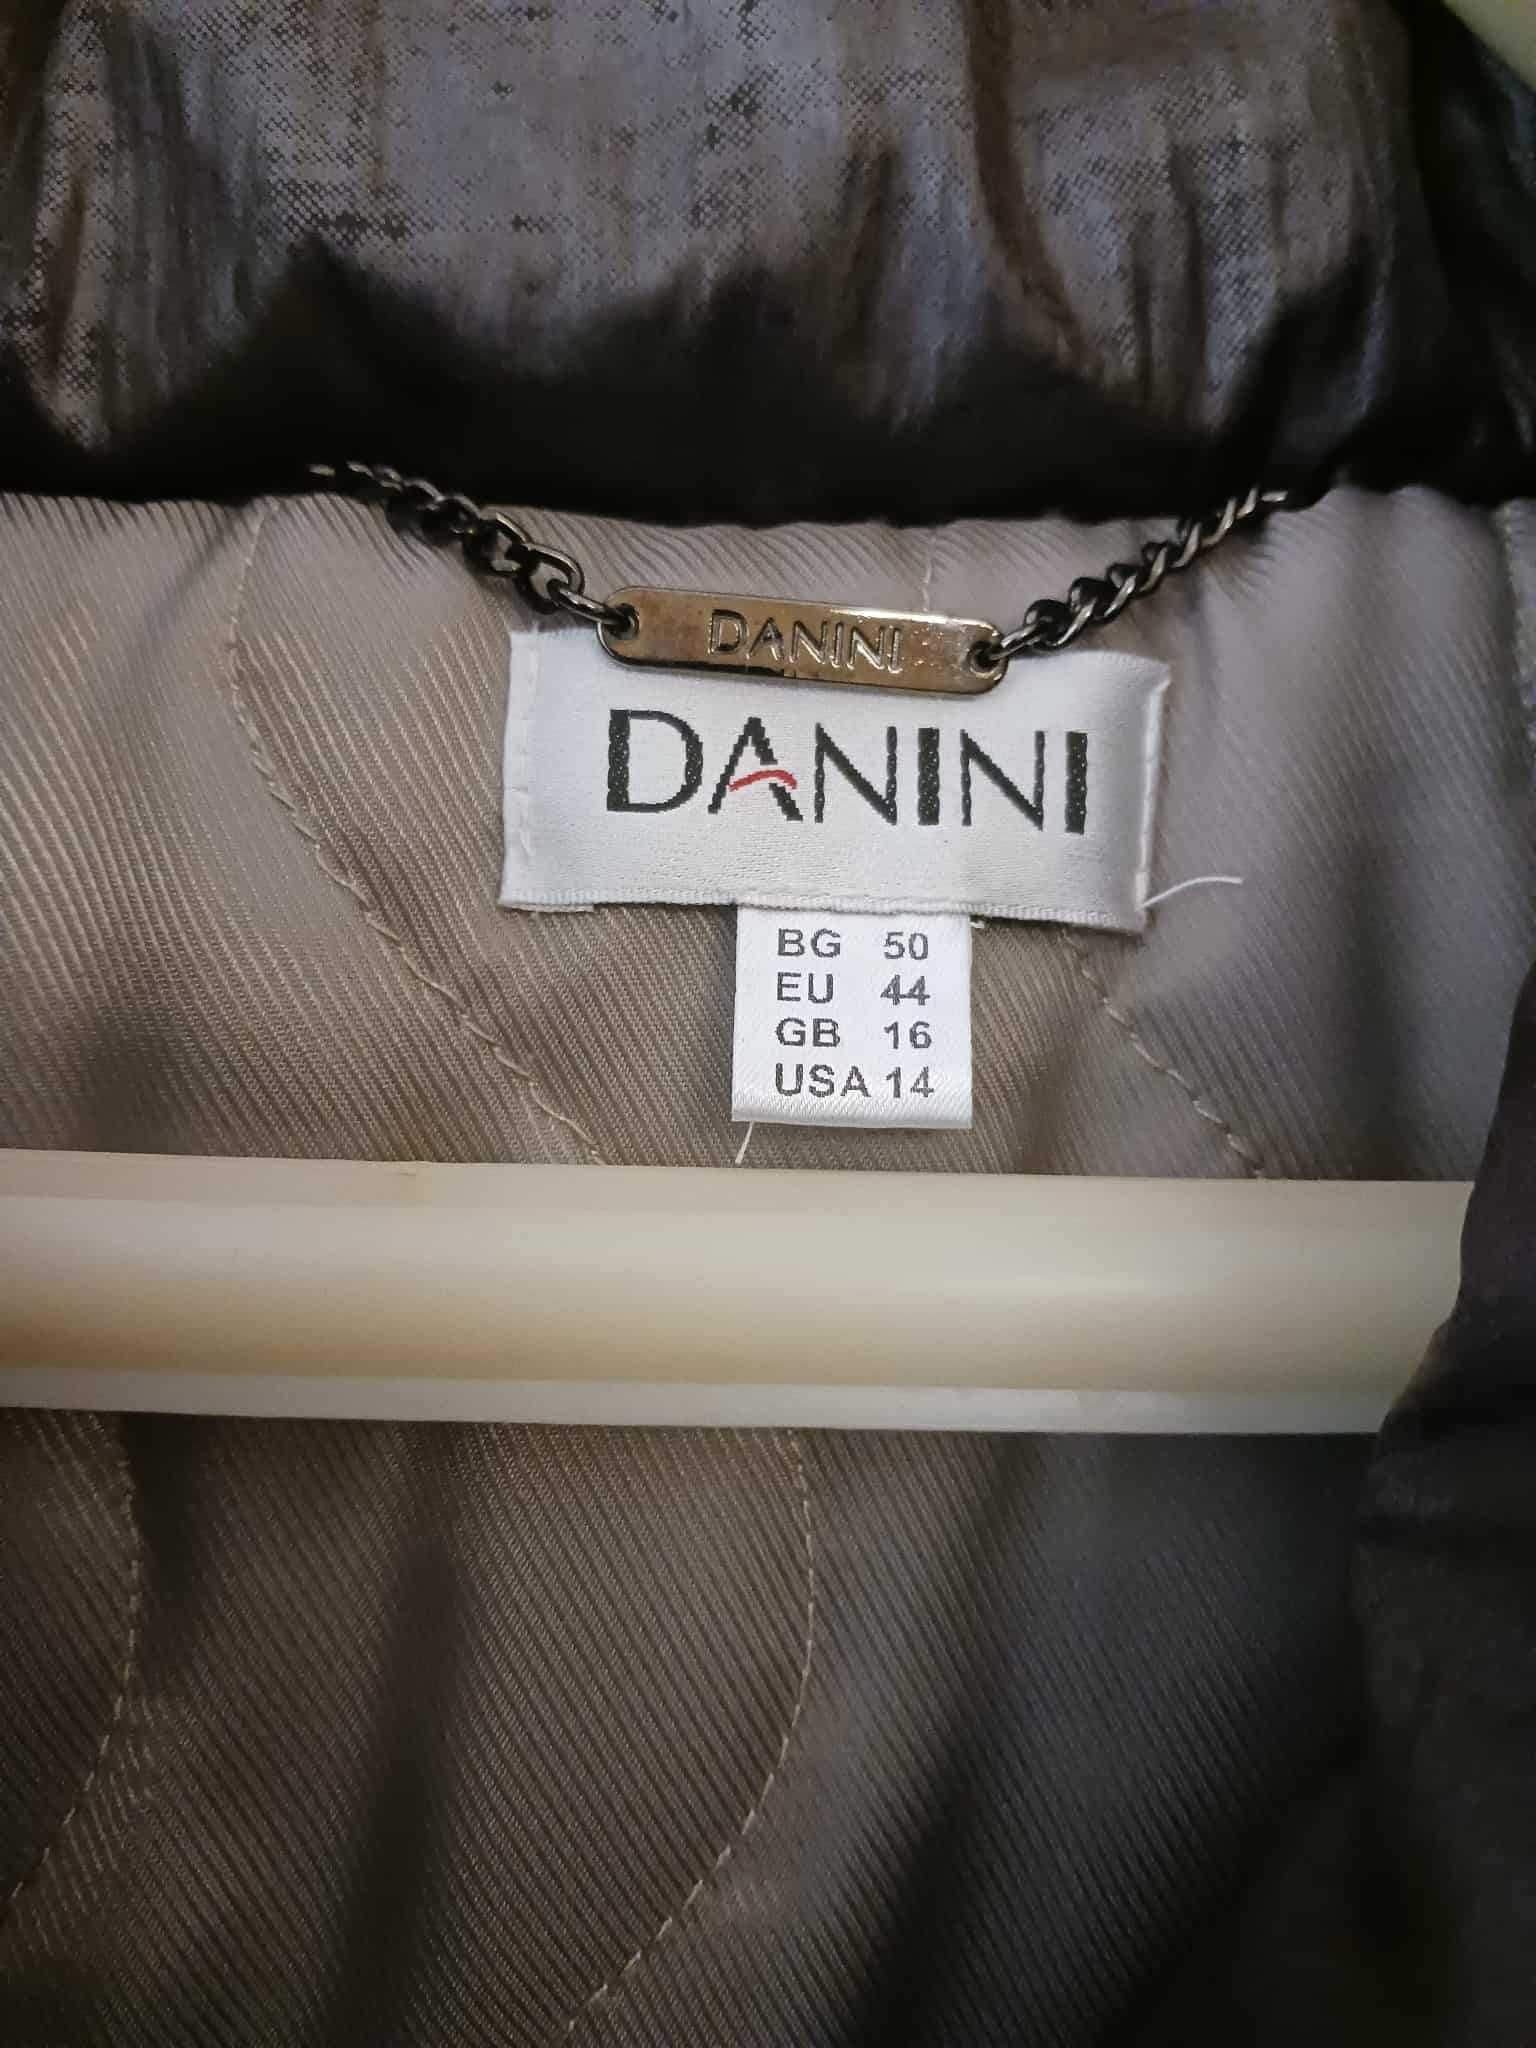 DANINI
DANINI
BG 50
EU 44
GB 16
USA 14